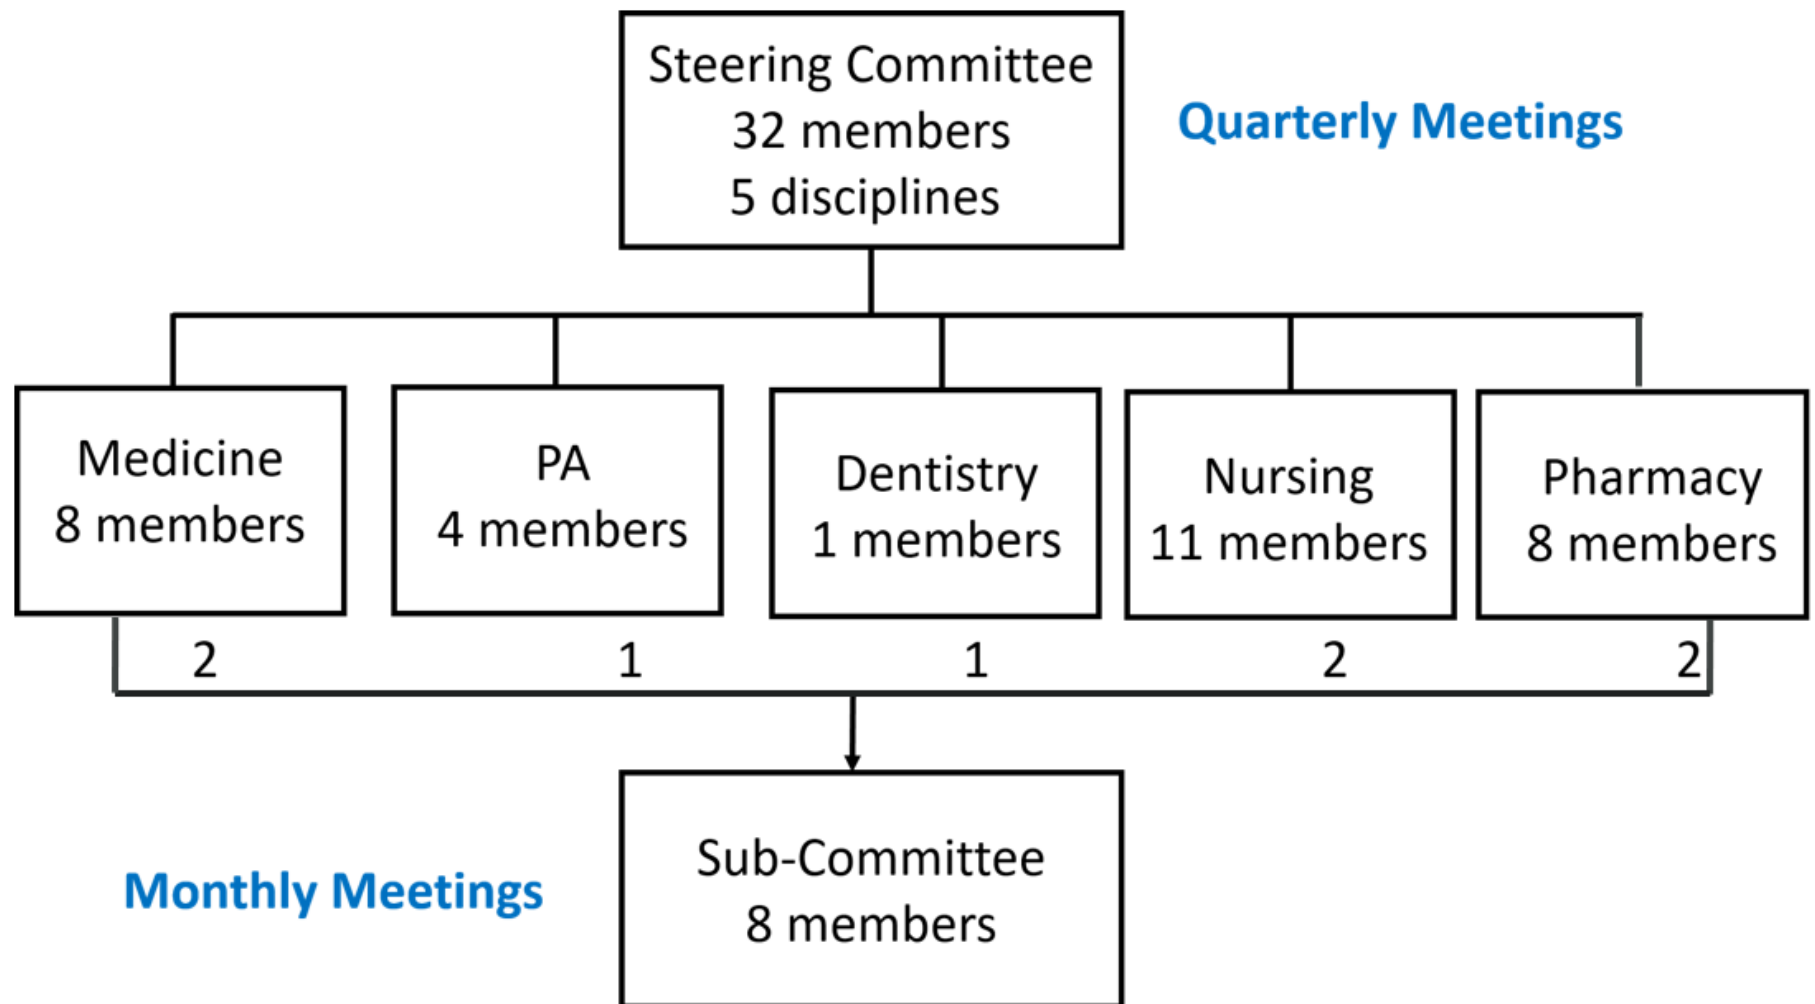 Steering Committee
32 members
5 disciplines
Quarterly Meetings
Medicine
8 members
PA
4 members
Dentistry
1 members
Nursing
11 members
Pharmacy
8 members
2
1
1
2
2
Monthly Meetings
Sub-Committee
8 members